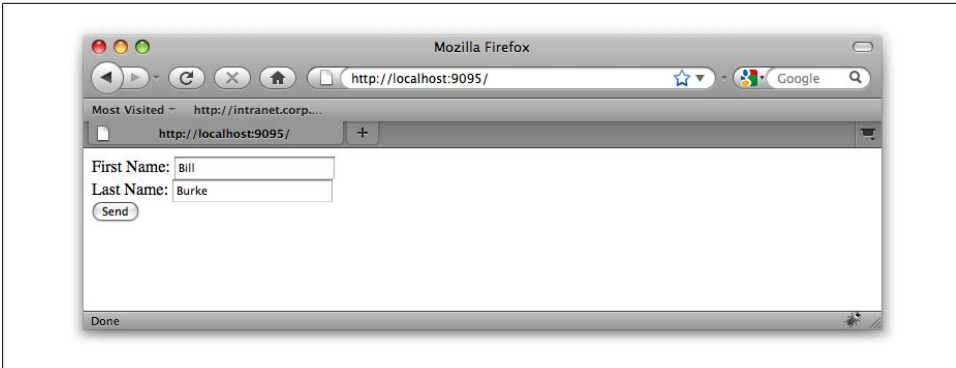 Mozilla Firefox
http://localhost:9095/
Google
Most Visited
http://intranet.corp....
http://localhost:9095/
+
First Name: Bill
Last Name: Burke
Send
Done